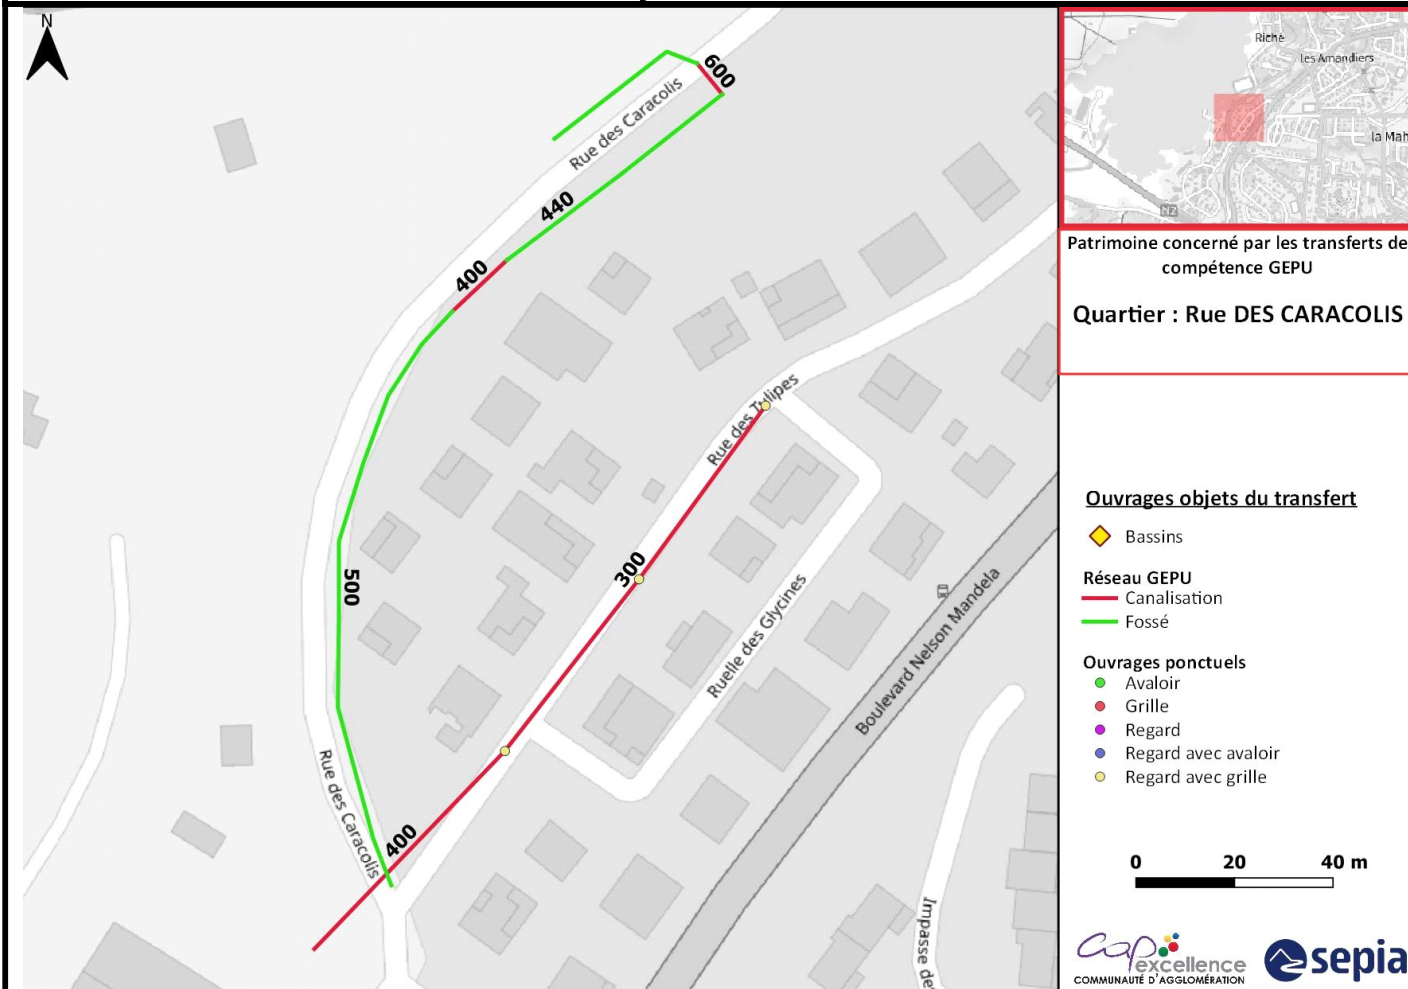 N
Rue des Caracolis
600
440
400
Rue des Tulipes
300
500
Ruelle des Glycines
Boulevard Nelson Mandela
Rue des Caracolis
400
Impasse de
Riché
les Amandiers
la Mah
N2
Patrimoine concerné par les transferts de
compétence GEPU
Quartier : Rue DES CARACOLIS
Ouvrages objets du transfert
Bassins
Réseau GEPU
Canalisation
Fossé
Ouvrages ponctuels
Avaloir
Grille
Regard
Regard avec avaloir
Regard avec grille
0 20 40 m
Cap excellence
COMMUNAUTÉ D'AGGLOMÉRATION
sepia